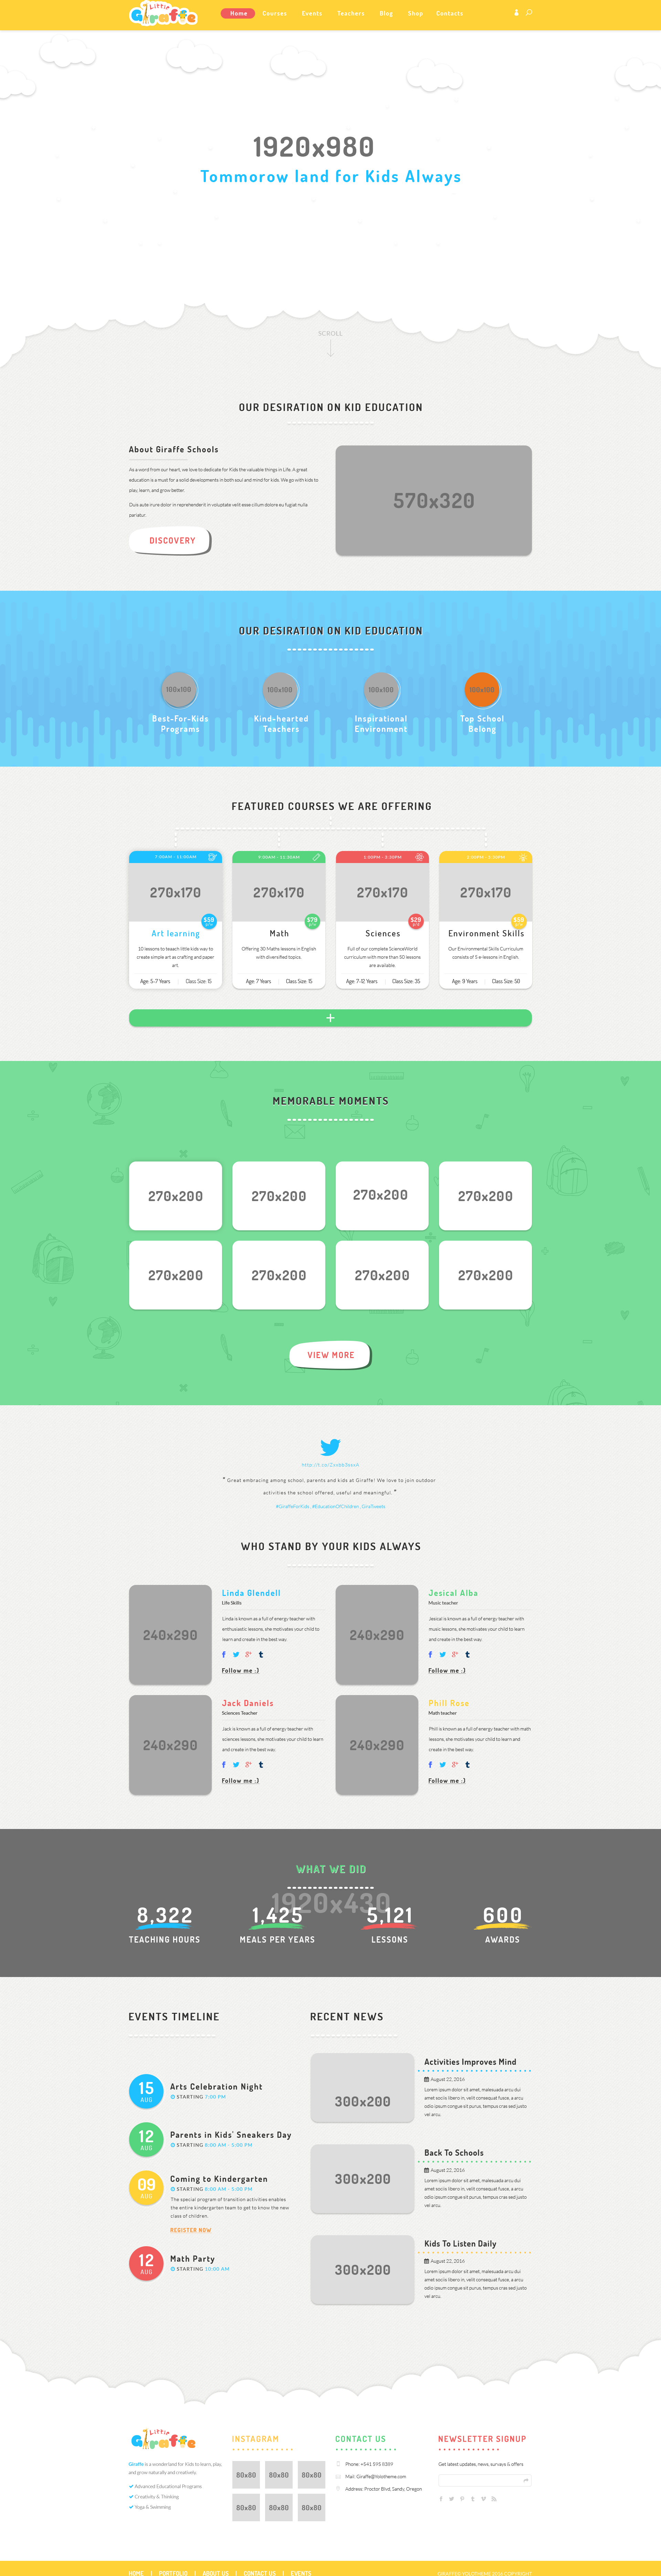 Little
Giraffe
Home Courses Events Teachers Blog Shop Contacts
1920x980
Tommorow land for Kids Always
SCROLL
OUR DESIRATION ON KID EDUCATION
About Giraffe Schools
As a word from our heart, we love to dedicate for Kids the valuable things in Life. A great
education is a must for a solid developments in both soul and mind for kids. We go with kids to
play, learn, and grow better.
Duis aute irure dolor in reprehenderit in voluptate velit esse cillum dolore eu fugiat nulla
pariatur.
DISCOVERY
570x320
OUR DESIRATION ON KID EDUCATION
100x100 100x100 100x100 100x100
Best-For-Kids Kind-hearted Inspirational Top School
Programs Teachers Environment Belong
FEATURED COURSES WE ARE OFFERING
7:00AM - 11:00AM
270x170
$59
Art learning
10 lessons to teaach little kids way to
create simple art as crafting and paper
art.
Age: 5-7 Years Class Size: 15
9:00AM - 11:30AM
270x170
$79
Math
Offering 30 Maths lessons in English
with diversified topics.
Age: 7 Years Class Size: 15
1:30PM - 3:30PM
270x170
$29
Sciences
Full of our complete ScienceWorld
curriculum with more than 50 lessons
are available.
Age: 7-12 Years Class Size: 35
270x170
Environment Skills
Our Environmental Skills Curriculum
consists of 5 e-lessons in English.
Age: 9 Years Class Size: 50
+
MEMORABLE MOMENTS
270x200 270x200 270x200 270x200
270x200 270x200 270x200 270x200
VIEW MORE
" Great embracing among school, parents and kids at Giraffe! We love to join outdoor
activities the school offered, useful and meaningful. "
#GiraffeForKids, #EducationOfChildren, GiraTweets
WHO STAND BY YOUR KIDS ALWAYS
240x290
Linda Glendell
Life Skills
Linda is known as a full of energy teacher with
enthusiastic lessons, she motivates your child to
learn and create in the best way.
Follow me :)
240x290
Jesical Alba
Music teacher
Jesical is known as a full of energy teacher with
music lessons, she motivates your child to learn
and create in the best way.
Follow me :)
240x290
Jack Daniels
Sciences Teacher
Jack is known as a full of energy teacher with
sciences lessons, she motivates your child to learn
and create in the best way.
Follow me :)
240x290
Phill Rose
Math teacher
Phil is known as a full of energy teacher with math
lessons, she motivates your child to learn and
create in the best way.
Follow me :)
WHAT WE DID
1920x430
8,322 1,425 5,121 600
TEACHING HOURS MEALS PER YEARS LESSONS AWARDS
EVENTS TIMELINE
15
AUG
Arts Celebration Night
STARTING 7:00 PM
12
AUG
Parents in Kids' Sneakers Day
STARTING 8:00 AM - 5:00 PM
09
AUG
Coming to Kindergarten
STARTING 8:00 AM - 5:00 PM
The special program of transition activities enables
the entire kindergarten team to get to know the new
class of children.
REGISTER NOW
12
AUG
Math Party
STARTING 10:00 AM
RECENT NEWS
300x200
Activities Improves Mind
August 22, 2016
Lorem ipsum dolor sit amet, malesuada arcu dui
amet sociis libero in, velit consequat fusce, a arcu
odio ipsum congue sit purus, tempus cras sed justo
vel arcu.
300x200
Back To Schools
August 22, 2016
Lorem ipsum dolor sit amet, malesuada arcu dui
amet sociis libero in, velit consequat fusce, a arcu
odio ipsum congue sit purus, tempus cras sed justo
vel arcu.
300x200
Kids To Listen Daily
August 22, 2016
Lorem ipsum dolor sit amet, malesuada arcu dui
amet sociis libero in, velit consequat fusce, a arcu
odio ipsum congue sit purus, tempus cras sed justo
vel arcu.
Little
Giraffe
Giraffe is a wonderland for Kids to learn, play,
and grow naturally and creatively.
Advanced Educational Programs
Creativity & Thinking
Yoga & Swimming
INSTAGRAM
80x80 80x80 80x80
80x80 80x80 80x80
CONTACT US
Phone: +541 595 8389
Mail: Giraffe@Yolotheme.com
Address: Proctor Blvd, Sandy, Oregon
NEWSLETTER SIGNUP
Get latest updates, news, surveys & offers
HOME | PORTFOLIO | ABOUT US | CONTACT US | EVENTS
GIRAFFE@ YOLOTHEME 2016 COPYRIGHT